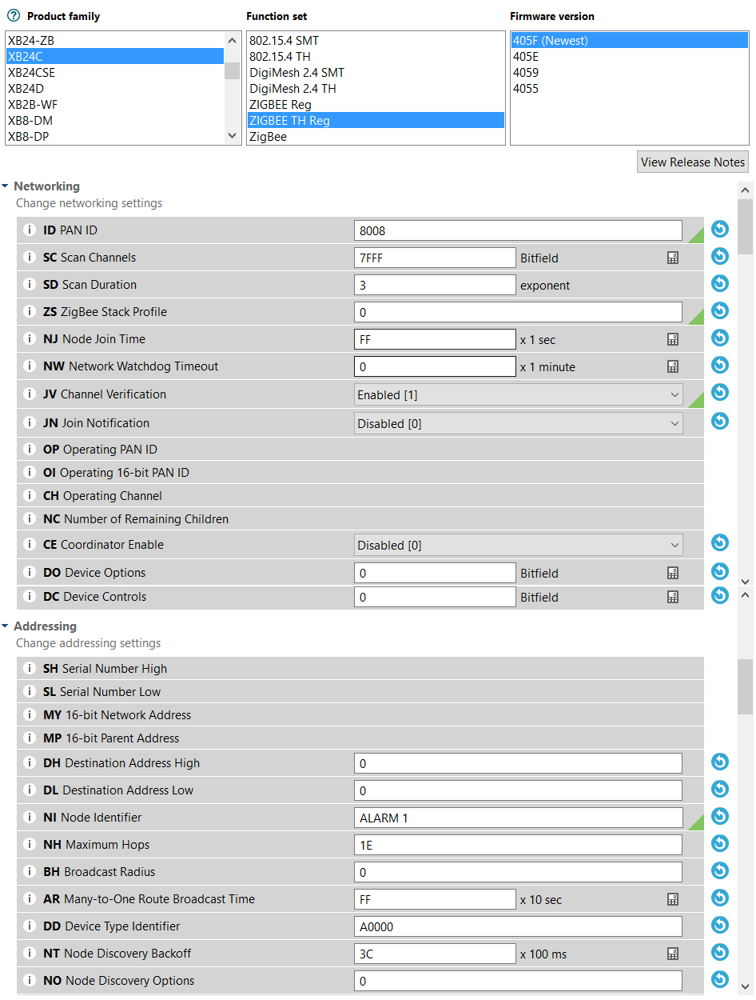 Product family
Function set
Firmware version
XB24-ZB
XB24C
XB24CSE
XB24D
XB2B-WF
XB8-DM
XB8-DP
802.15.4 SMT
802.15.4 TH
DigiMesh 2.4 SMT
DigiMesh 2.4 TH
ZIGBEE Reg
ZIGBEE TH Reg
ZigBee
405F (Newest)
405E
4059
4055
View Release Notes
Networking
Change networking settings
ID PAN ID 8008
SC Scan Channels 7FFF Bitfield
SD Scan Duration 3 exponent
ZS ZigBee Stack Profile 0
NJ Node Join Time FF x 1 sec
NW Network Watchdog Timeout 0 x 1 minute
JV Channel Verification Enabled [1]
JN Join Notification Disabled [0]
OP Operating PAN ID
OI Operating 16-bit PAN ID
CH Operating Channel
NC Number of Remaining Children
CE Coordinator Enable Disabled [0]
DO Device Options 0 Bitfield
DC Device Controls 0 Bitfield
Addressing
Change addressing settings
SH Serial Number High
SL Serial Number Low
MY 16-bit Network Address
MP 16-bit Parent Address
DH Destination Address High 0
DL Destination Address Low 0
NI Node Identifier ALARM 1
NH Maximum Hops 1E
BH Broadcast Radius 0
AR Many-to-One Route Broadcast Time FF x 10 sec
DD Device Type Identifier A0000
NT Node Discovery Backoff 3C x 100 ms
NO Node Discovery Options 0